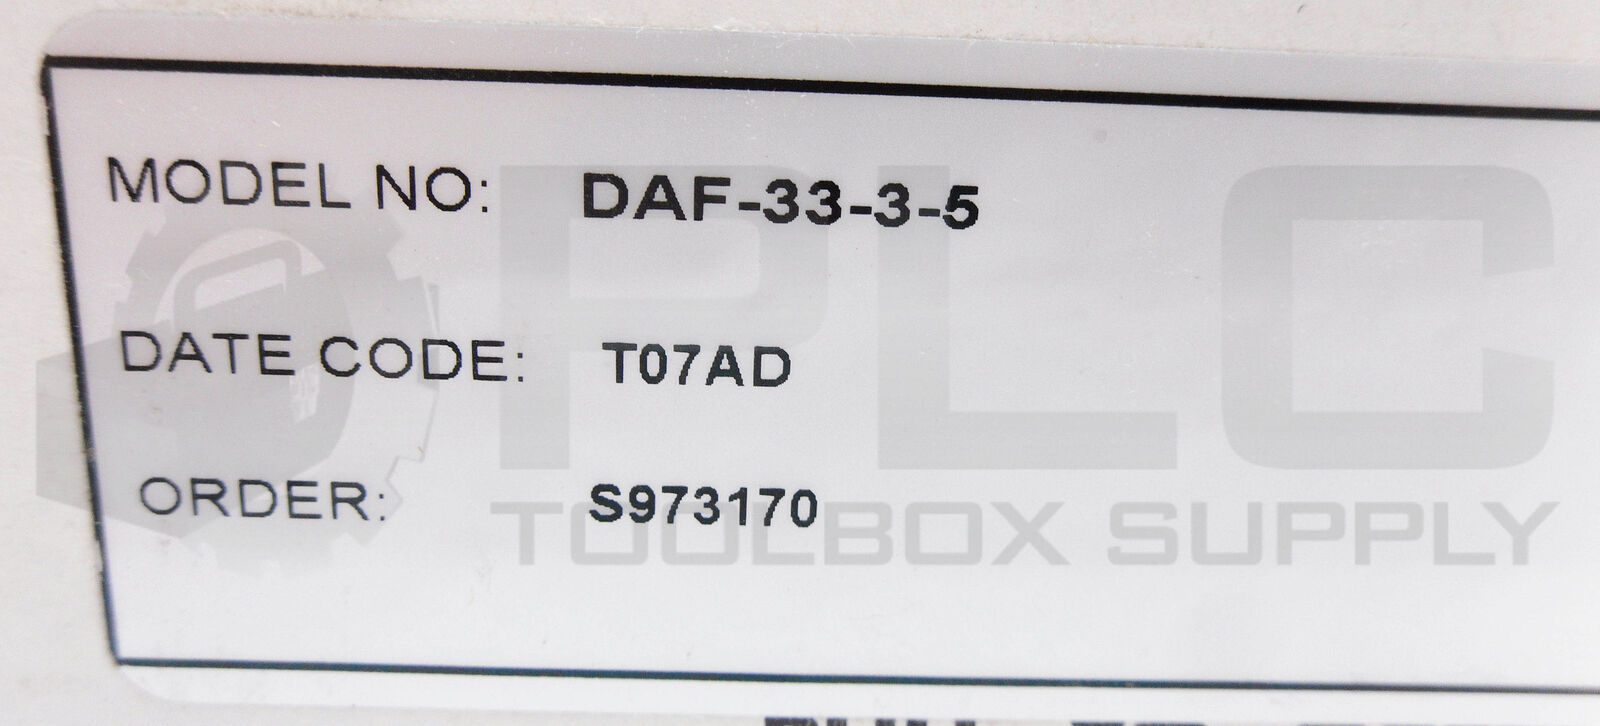 MODEL NO: DAF-33-3-5
DATE CODE: T07AD
ORDER: S973170
PLC
TOOLBOX SUPPLY